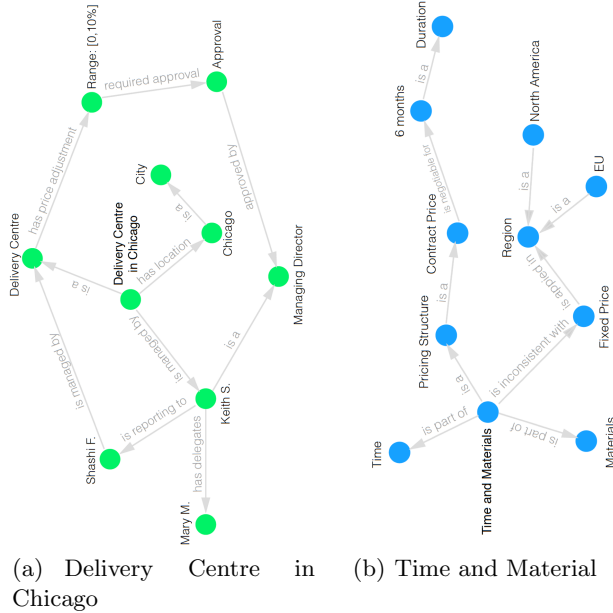 Range: [0,10%]
required approval
Approval
has price adjustment
approved by
City
is a
Chicago
Delivery Centre
Delivery Centre
in Chicago
has location
is a
Managing Director
is managed by
is managed by
is a
Keith S.
is reporting to
Shashi F.
has delegates
Mary M.
(a) Delivery Centre in
Chicago
Duration
is a
6 months
North America
is negotiable for
is a
EU
is a
Contract Price
Region
is applied in
is a
Pricing Structure
Fixed Price
is inconsistent with
is a
is part of
Time
Time and Materials
is part of
Materials
(b) Time and Material